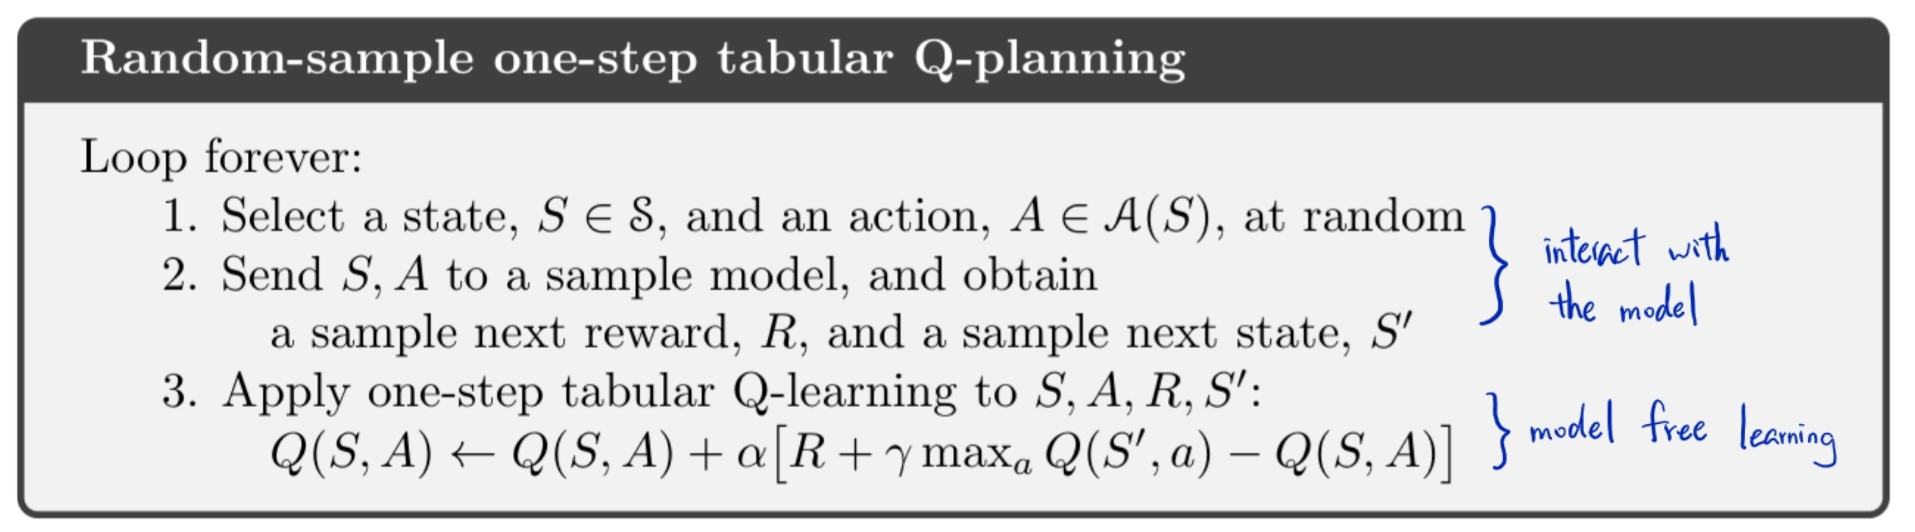 Random-sample one-step tabular Q-planning
Loop forever:
1. Select a state, S ∈ 𝒮, and an action, A ∈ 𝒜(S), at random
2. Send S, A to a sample model, and obtain
a sample next reward, R, and a sample next state, S′
interact with
the model
3. Apply one-step tabular Q-learning to S, A, R, S′:
Q(S, A) ← Q(S, A) + α[R + γ maxₐ Q(S′, a) − Q(S, A)]
model free learning